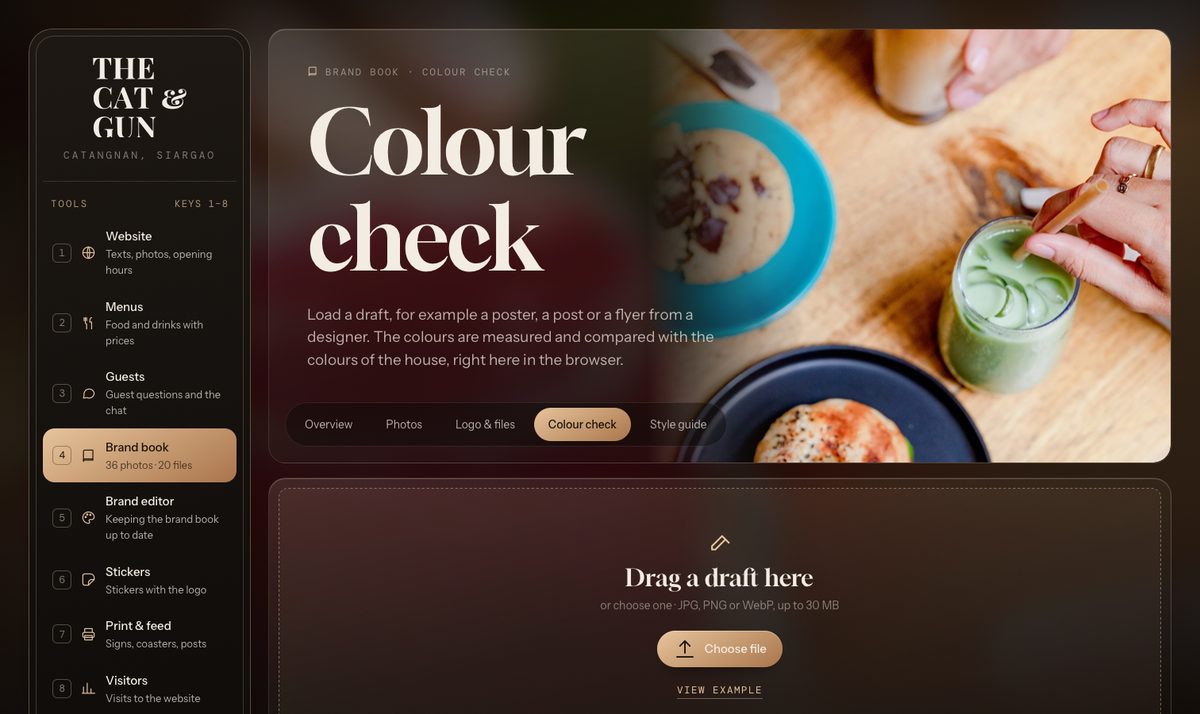 THE
CAT &
GUN
CATANGNAN, SIARGAO
TOOLS
KEYS 1–8
1
Website
Texts, photos, opening
hours
2
Menus
Food and drinks with
prices
3
Guests
Guest questions and the
chat
4
Brand book
36 photos · 20 files
5
Brand editor
Keeping the brand book
up to date
6
Stickers
Stickers with the logo
7
Print & feed
Signs, coasters, posts
8
Visitors
Visits to the website
BRAND BOOK · COLOUR CHECK
Colour
check
Load a draft, for example a poster, a post or a flyer from a
designer. The colours are measured and compared with the
colours of the house, right here in the browser.
Overview
Photos
Logo & files
Colour check
Style guide
Drag a draft here
or choose one · JPG, PNG or WebP, up to 30 MB
Choose file
VIEW EXAMPLE